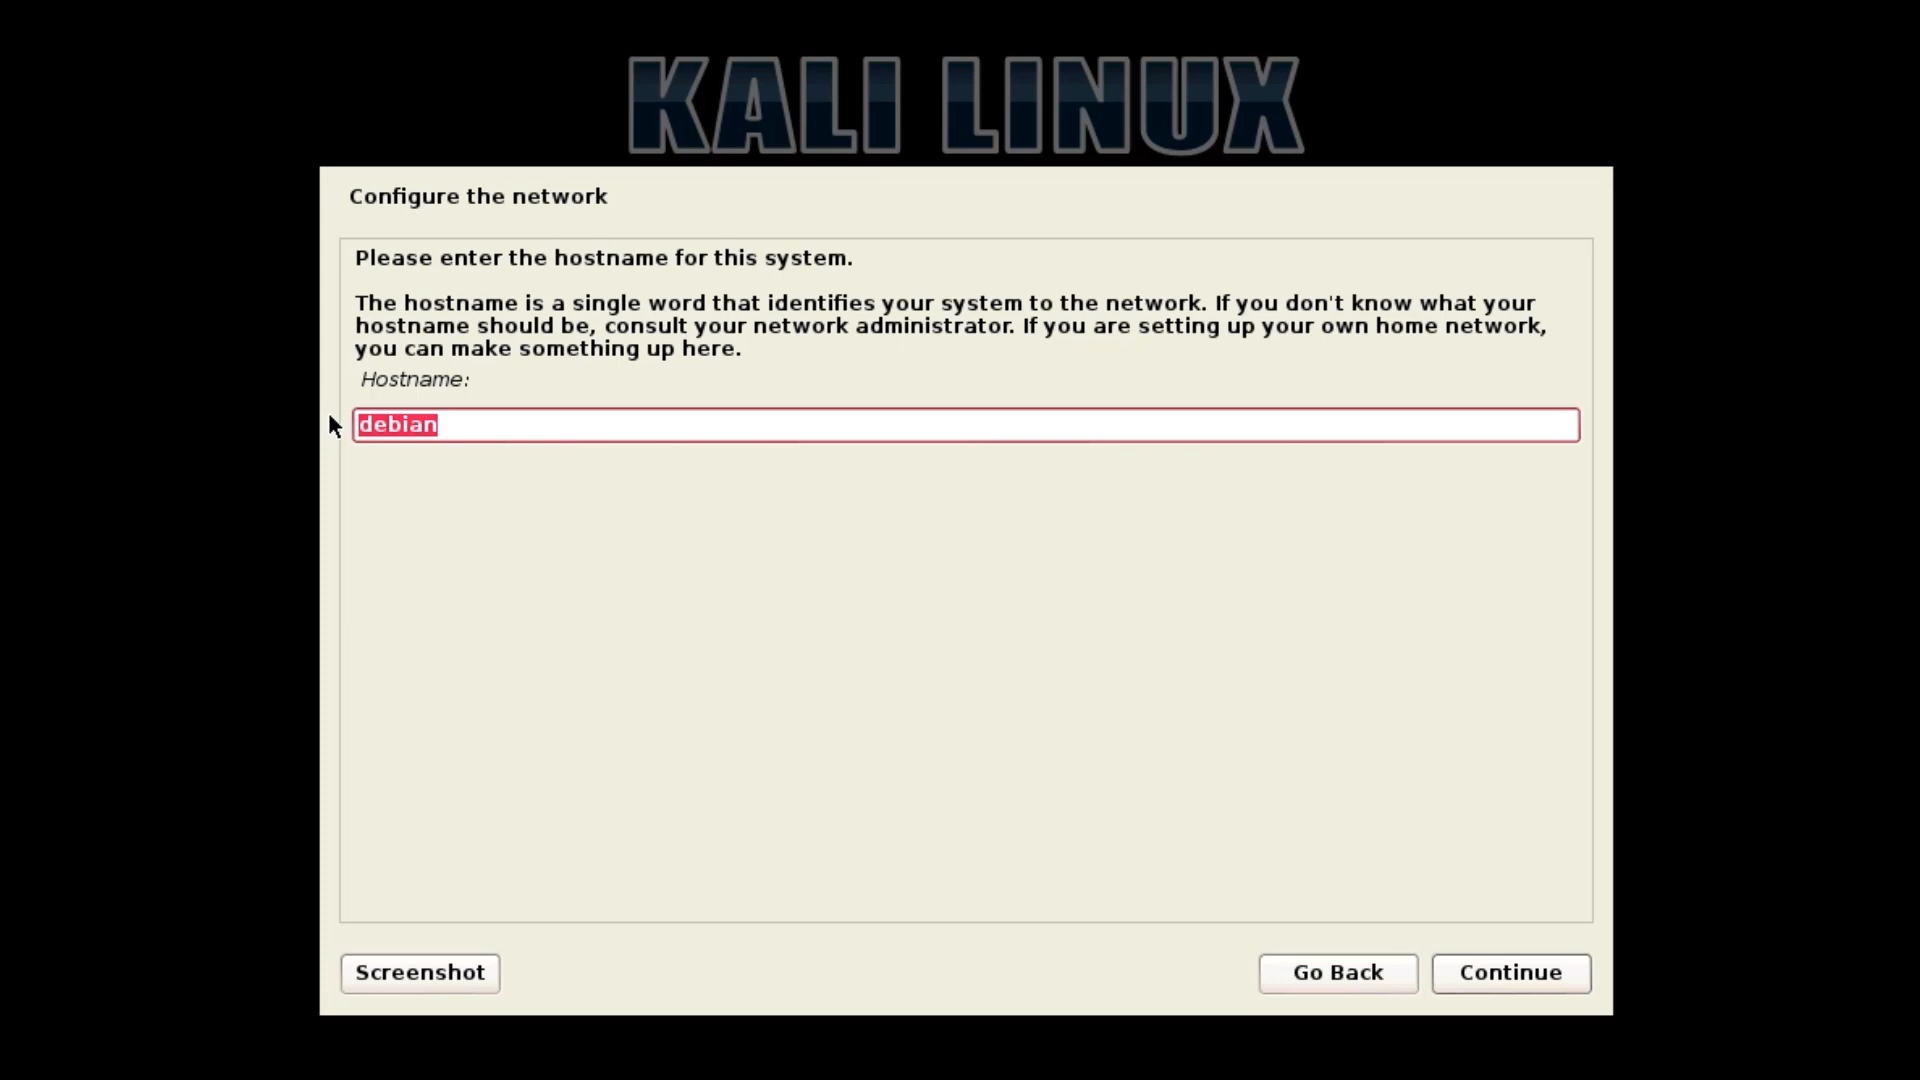 KALI LINUX
Configure the network
Please enter the hostname for this system.
The hostname is a single word that identifies your system to the network. If you don't know what your
hostname should be, consult your network administrator. If you are setting up your own home network,
you can make something up here.
Hostname:
debian
Screenshot
Go Back
Continue